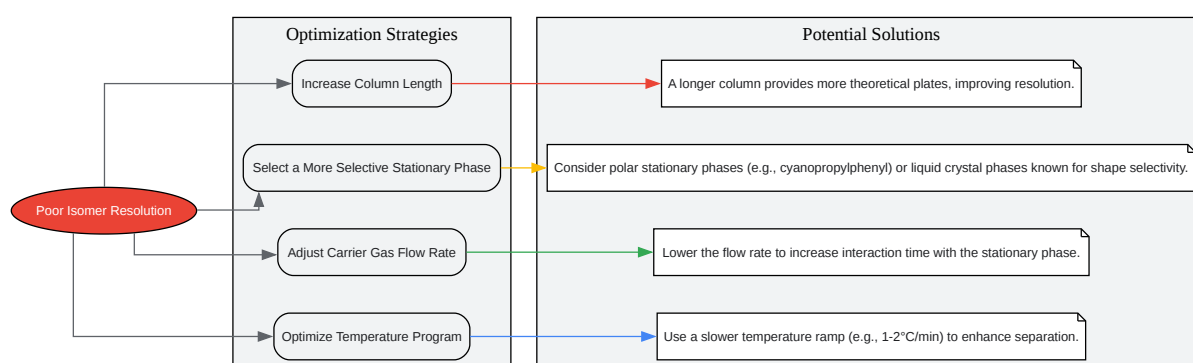 Optimization Strategies
Potential Solutions
Increase Column Length
A longer column provides more theoretical plates, improving resolution.
Select a More Selective Stationary Phase
Consider polar stationary phases (e.g., cyanopropylphenyl) or liquid crystal phases known for shape selectivity.
Poor Isomer Resolution
Adjust Carrier Gas Flow Rate
Lower the flow rate to increase interaction time with the stationary phase.
Optimize Temperature Program
Use a slower temperature ramp (e.g., 1-2°C/min) to enhance separation.